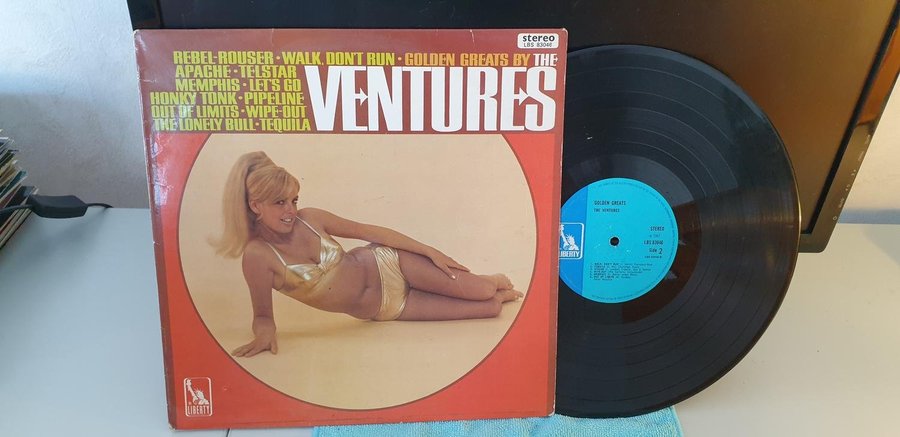 stereo
LBS 83046
REBEL-ROUSER · WALK, DON'T RUN · GOLDEN GREATS BY THE
APACHE · TELSTAR
MEMPHIS · LET'S GO
HONKY TONK · PIPELINE
OUT OF LIMITS · WIPE-OUT
THE LONELY BULL · TEQUILA
VENTURES
LIBERTY
GOLDEN GREATS
THE VENTURES
STEREO
LBS 83046
Side 2
LIBERTY